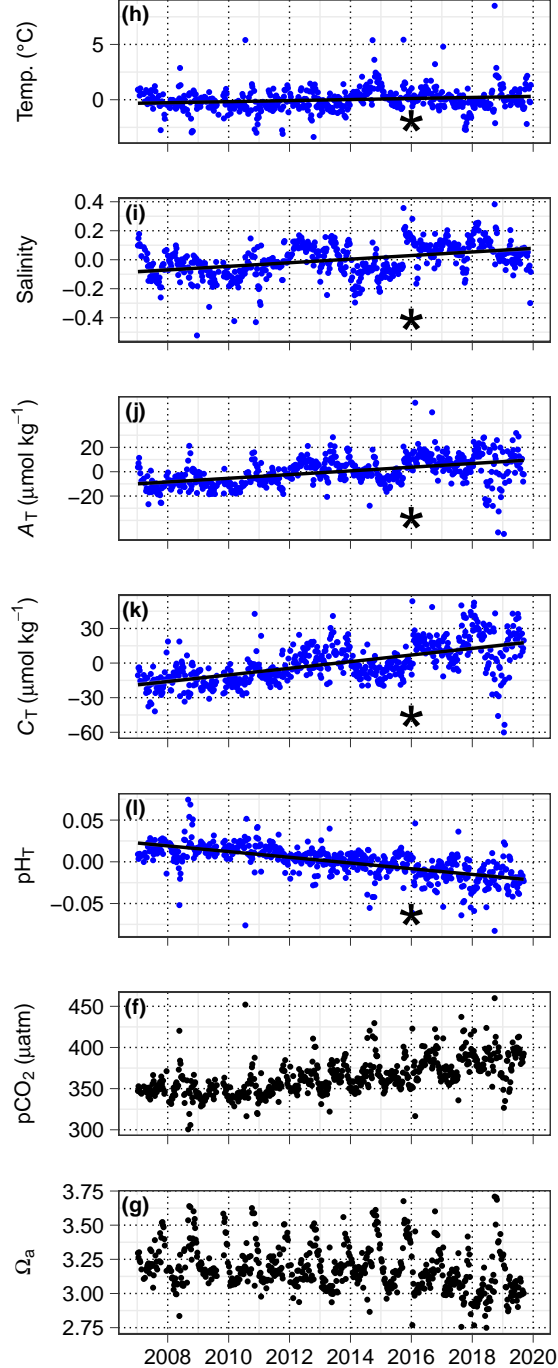 (h)
Temp. (°C)
5
0
*
(i)
Salinity
0.4
0.2
0.0
−0.2
−0.4
*
(j)
A_T (µmol kg⁻¹)
20
0
−20
*
(k)
C_T (µmol kg⁻¹)
30
0
−30
−60
*
(l)
pH_T
0.05
0.00
−0.05
*
(f)
pCO₂ (µatm)
450
400
350
300
(g)
Ωₐ
3.75
3.50
3.25
3.00
2.75
2008 2010 2012 2014 2016 2018 2020